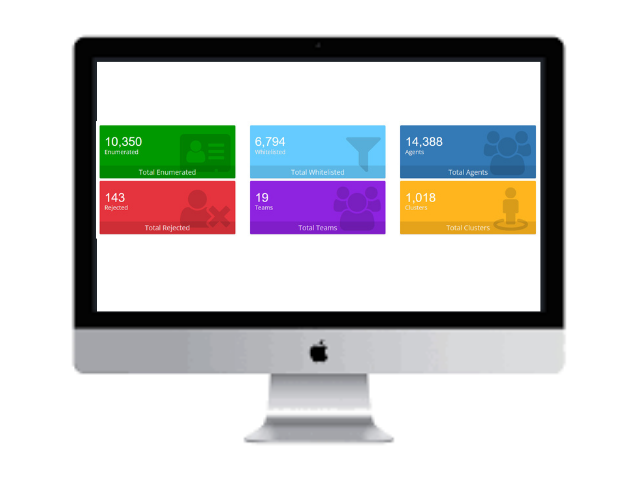 10,350
Enumerated
Total Enumerated
6,794
Whitelisted
Total Whitelisted
14,388
Agents
Total Agents
143
Rejected
Total Rejected
19
Teams
Total Teams
1,018
Clusters
Total Clusters